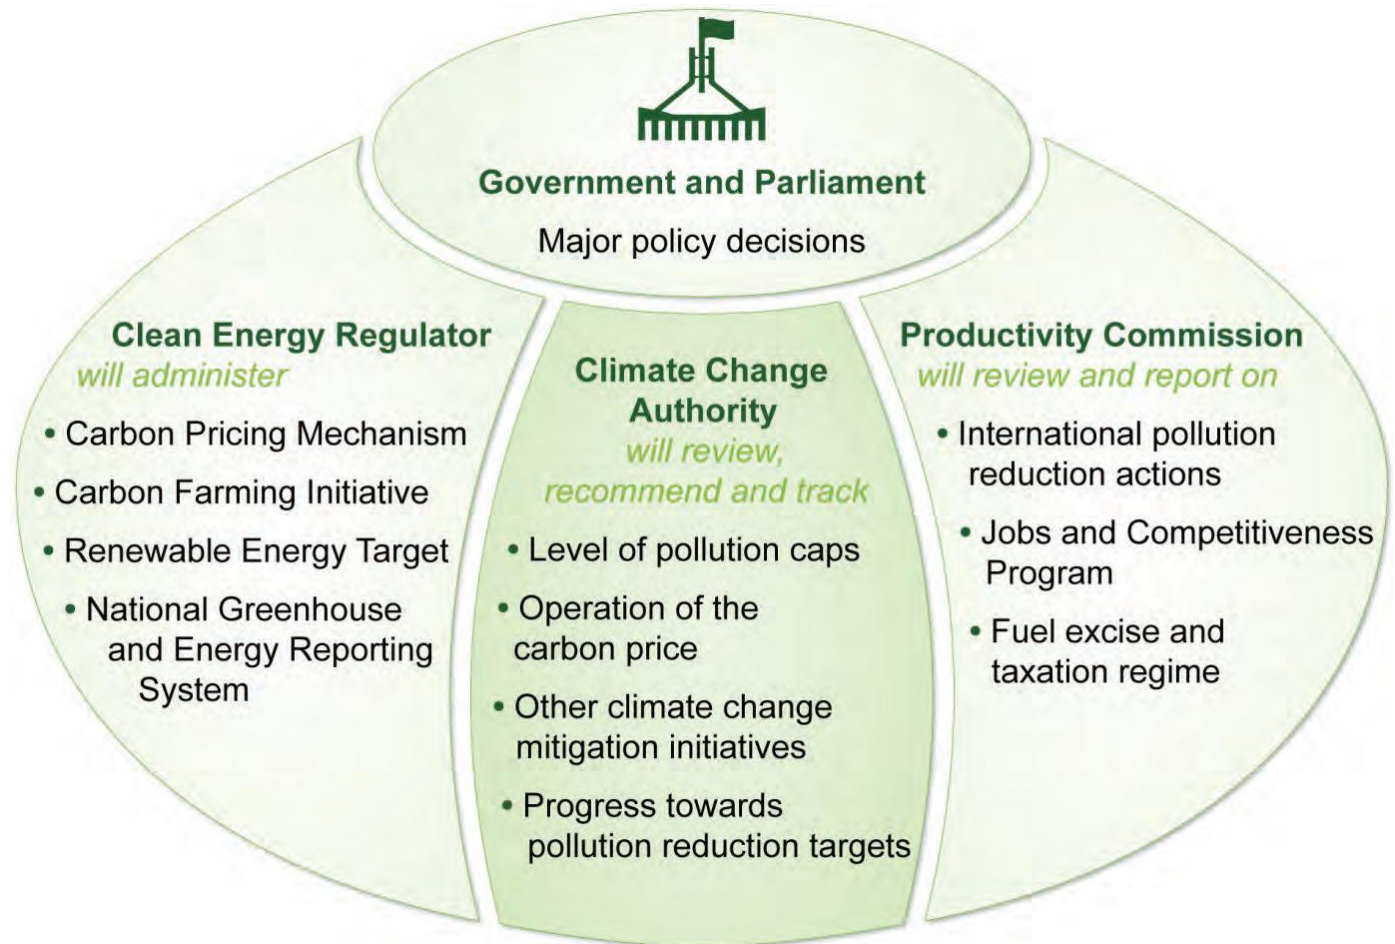 Government and Parliament
Major policy decisions
Clean Energy Regulator
will administer
• Carbon Pricing Mechanism
• Carbon Farming Initiative
• Renewable Energy Target
• National Greenhouse
and Energy Reporting
System
Climate Change
Authority
will review,
recommend and track
• Level of pollution caps
• Operation of the
carbon price
• Other climate change
mitigation initiatives
• Progress towards
pollution reduction targets
Productivity Commission
will review and report on
• International pollution
reduction actions
• Jobs and Competitiveness
Program
• Fuel excise and
taxation regime